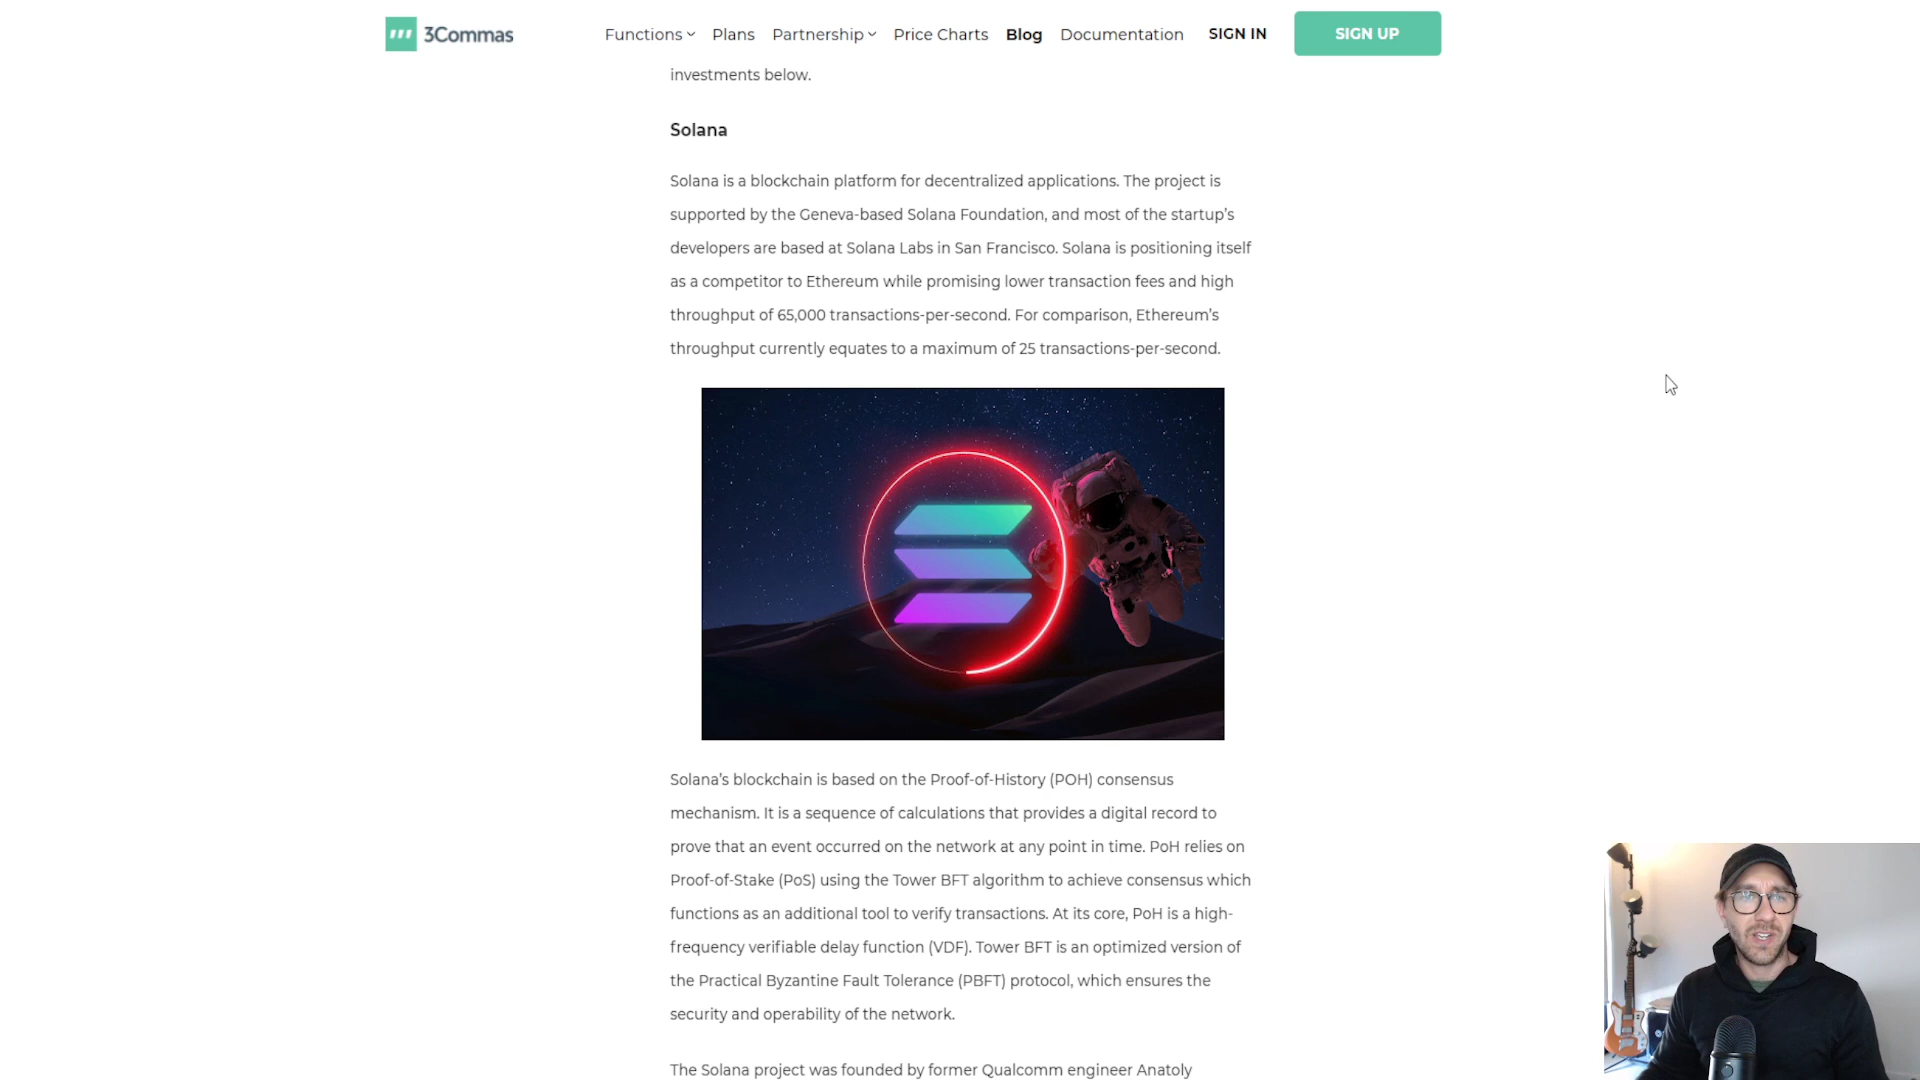 3Commas
Functions Plans Partnership Price Charts Blog Documentation SIGN IN SIGN UP
investments below.
Solana
Solana is a blockchain platform for decentralized applications. The project is
supported by the Geneva-based Solana Foundation, and most of the startup's
developers are based at Solana Labs in San Francisco. Solana is positioning itself
as a competitor to Ethereum while promising lower transaction fees and high
throughput of 65,000 transactions-per-second. For comparison, Ethereum's
throughput currently equates to a maximum of 25 transactions-per-second.
Solana's blockchain is based on the Proof-of-History (POH) consensus
mechanism. It is a sequence of calculations that provides a digital record to
prove that an event occurred on the network at any point in time. PoH relies on
Proof-of-Stake (PoS) using the Tower BFT algorithm to achieve consensus which
functions as an additional tool to verify transactions. At its core, PoH is a high-
frequency verifiable delay function (VDF). Tower BFT is an optimized version of
the Practical Byzantine Fault Tolerance (PBFT) protocol, which ensures the
security and operability of the network.
The Solana project was founded by former Qualcomm engineer Anatoly